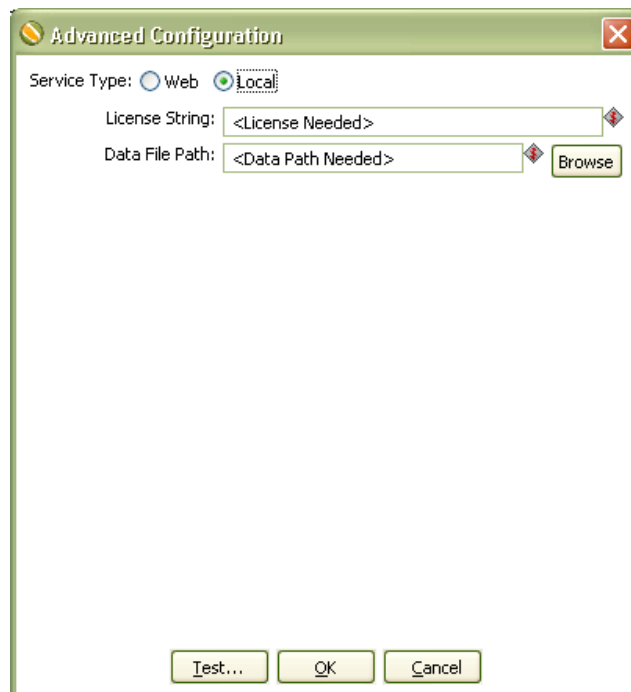 Advanced Configuration
Service Type: Web Local
License String: <License Needed>
Data File Path: <Data Path Needed> Browse
Test... OK Cancel